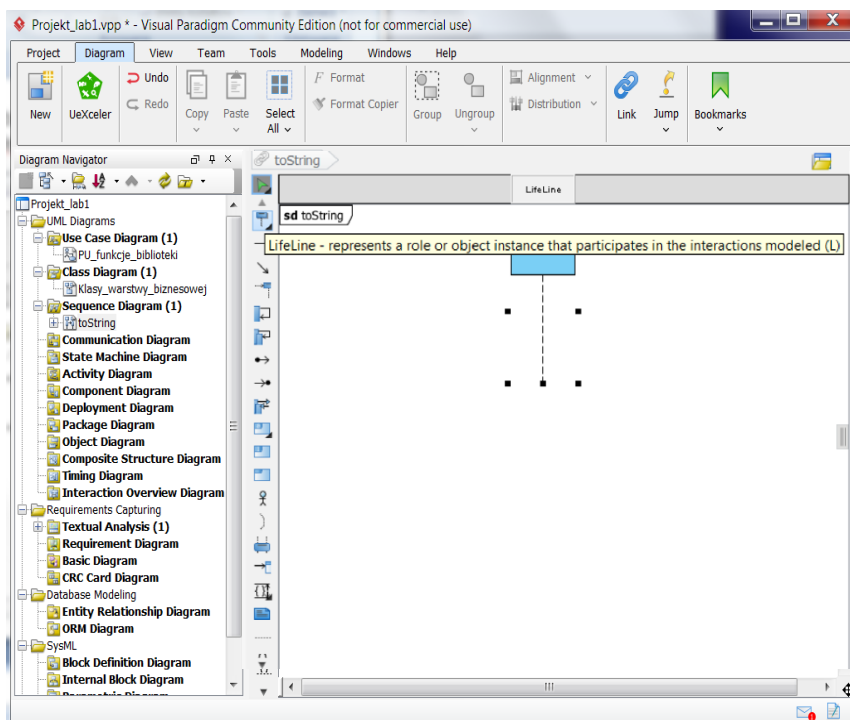 Projekt_lab1.vpp * - Visual Paradigm Community Edition (not for commercial use)
Project Diagram View Team Tools Modeling Windows Help
New
UeXceler
Undo
Redo
Copy
Paste
Select All
Format
Format Copier
Group
Ungroup
Alignment
Distribution
Link
Jump
Bookmarks
Diagram Navigator
Projekt_lab1
UML Diagrams
Use Case Diagram (1)
PU_funkcje_biblioteki
Class Diagram (1)
Klasy_warstwy_biznesowej
Sequence Diagram (1)
toString
Communication Diagram
State Machine Diagram
Activity Diagram
Component Diagram
Deployment Diagram
Package Diagram
Object Diagram
Composite Structure Diagram
Timing Diagram
Interaction Overview Diagram
Requirements Capturing
Textual Analysis (1)
Requirement Diagram
Basic Diagram
CRC Card Diagram
Database Modeling
Entity Relationship Diagram
ORM Diagram
SysML
Block Definition Diagram
Internal Block Diagram
toString
LifeLine
sd toString
LifeLine - represents a role or object instance that participates in the interactions modeled (L)